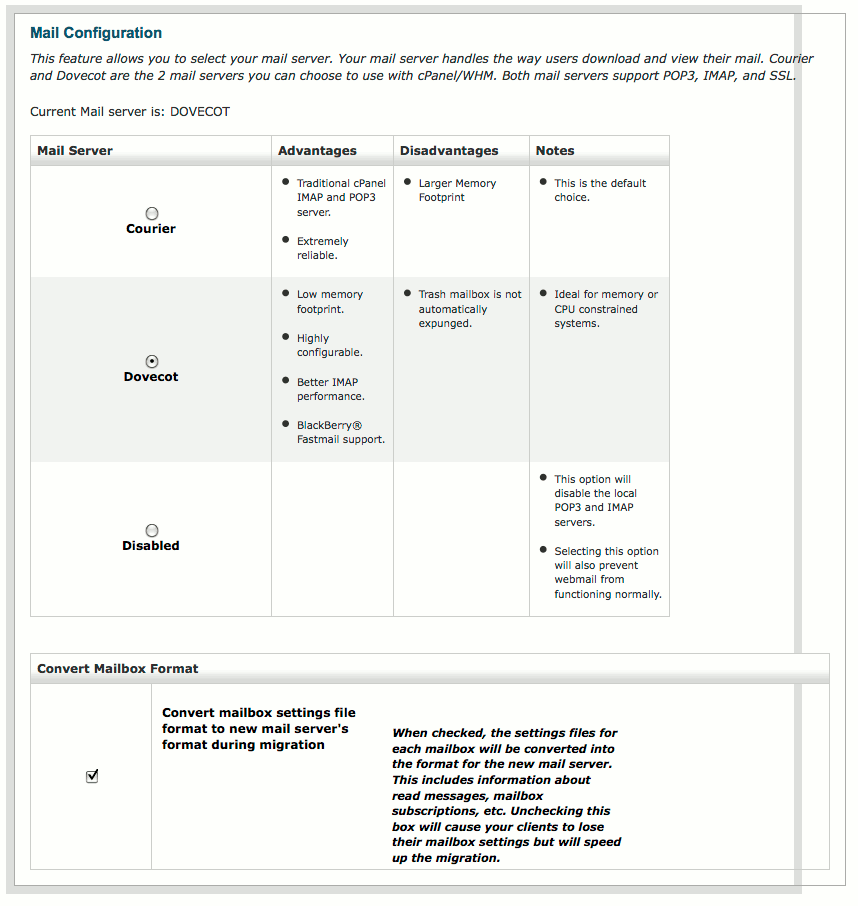 Mail Configuration
This feature allows you to select your mail server. Your mail server handles the way users download and view their mail. Courier
and Dovecot are the 2 mail servers you can choose to use with cPanel/WHM. Both mail servers support POP3, IMAP, and SSL.
Current Mail server is: DOVECOT
Mail Server Advantages Disadvantages Notes
Courier
Traditional cPanel
IMAP and POP3
server.
Extremely
reliable.
Larger Memory
Footprint
This is the default
choice.
Dovecot
Low memory
footprint.
Highly
configurable.
Better IMAP
performance.
BlackBerry®
Fastmail support.
Trash mailbox is not
automatically
expunged.
Ideal for memory or
CPU constrained
systems.
Disabled
This option will
disable the local
POP3 and IMAP
servers.
Selecting this option
will also prevent
webmail from
functioning normally.
Convert Mailbox Format
Convert mailbox settings file
format to new mail server's
format during migration
When checked, the settings files for
each mailbox will be converted into
the format for the new mail server.
This includes information about
read messages, mailbox
subscriptions, etc. Unchecking this
box will cause your clients to lose
their mailbox settings but will speed
up the migration.